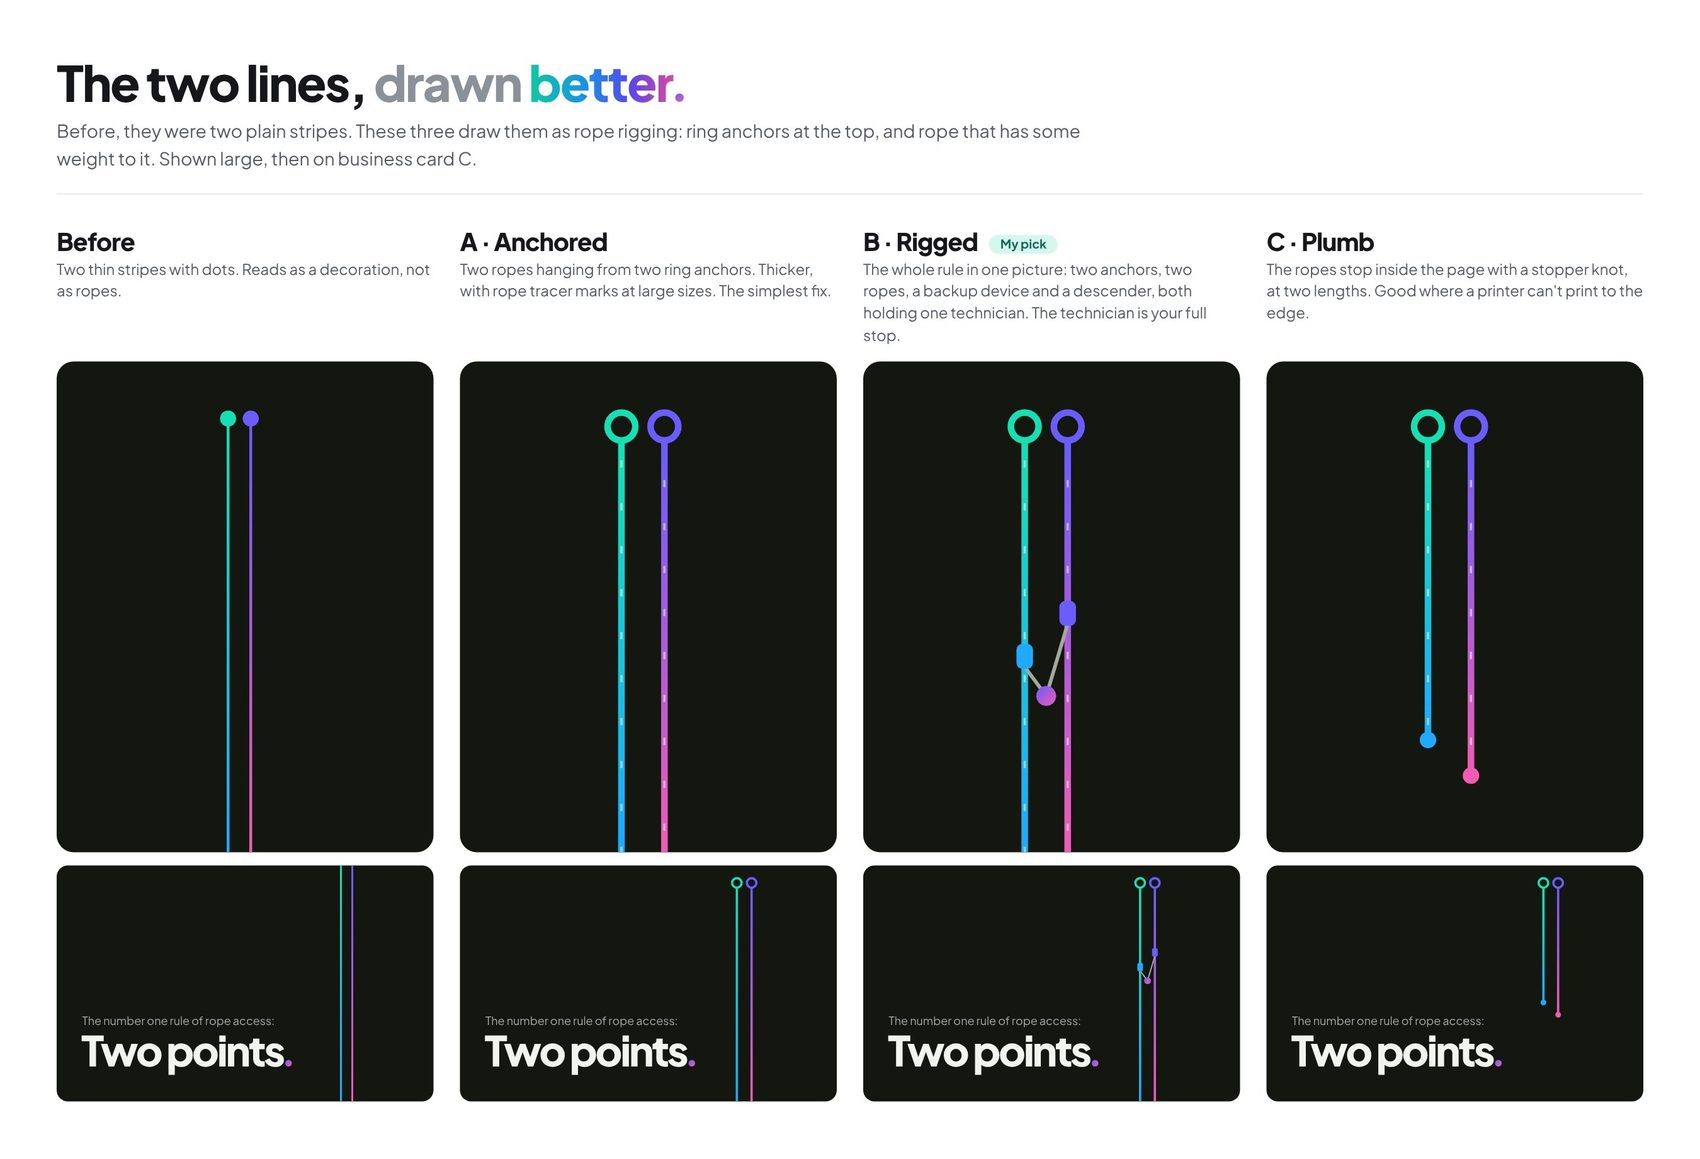 The two lines, drawn better.
Before, they were two plain stripes. These three draw them as rope rigging: ring anchors at the top, and rope that has some
weight to it. Shown large, then on business card C.
Before
Two thin stripes with dots. Reads as a decoration, not
as ropes.
A · Anchored
Two ropes hanging from two ring anchors. Thicker,
with rope tracer marks at large sizes. The simplest fix.
B · Rigged My pick
The whole rule in one picture: two anchors, two
ropes, a backup device and a descender, both
holding one technician. The technician is your full
stop.
C · Plumb
The ropes stop inside the page with a stopper knot,
at two lengths. Good where a printer can't print to the
edge.
The number one rule of rope access:
Two points.
The number one rule of rope access:
Two points.
The number one rule of rope access:
Two points.
The number one rule of rope access:
Two points.